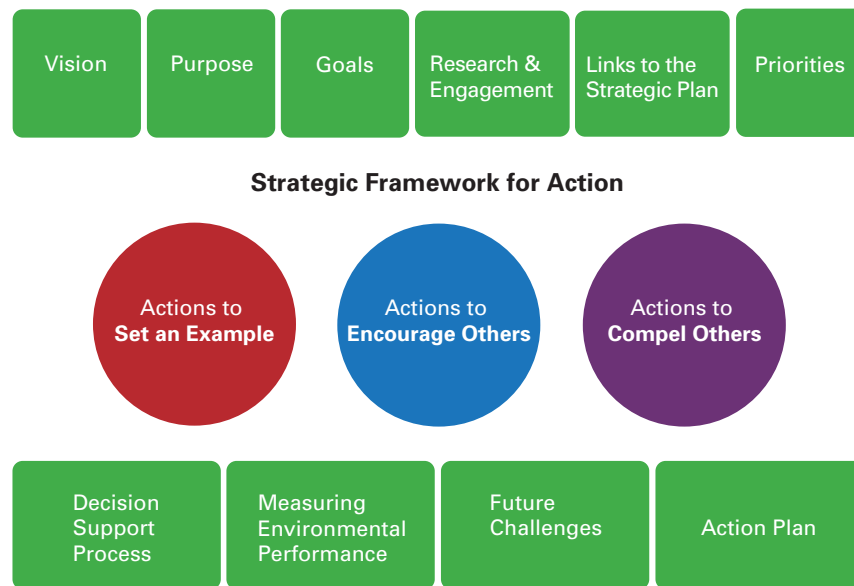 Vision
Purpose
Goals
Research &
Engagement
Links to the
Strategic Plan
Priorities
Strategic Framework for Action
Actions to
Set an Example
Actions to
Encourage Others
Actions to
Compel Others
Decision
Support
Process
Measuring
Environmental
Performance
Future
Challenges
Action Plan